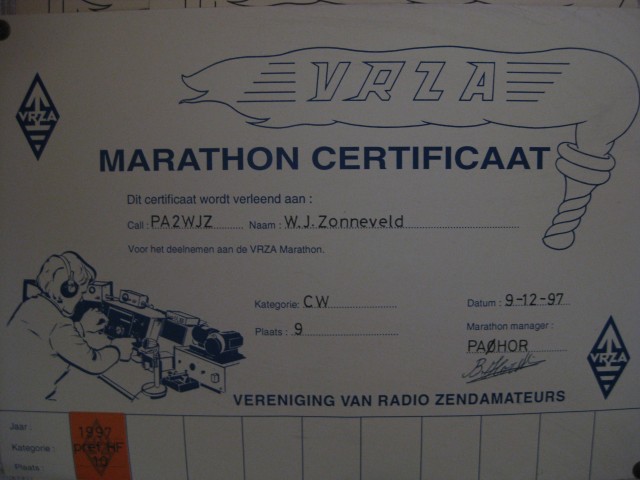 VRZA
VRZA
MARATHON CERTIFICAAT
Dit certificaat wordt verleend aan :
Call : PA2WJZ Naam : W.J. Zonneveld
Voor het deelnemen aan de VRZA Marathon.
Kategorie: CW Datum : 9-12-97
Plaats : 9 Marathon manager :
PAØHOR
VRZA
VERENIGING VAN RADIO ZENDAMATEURS
Jaar : 1997
Kategorie :
Plaats : 10